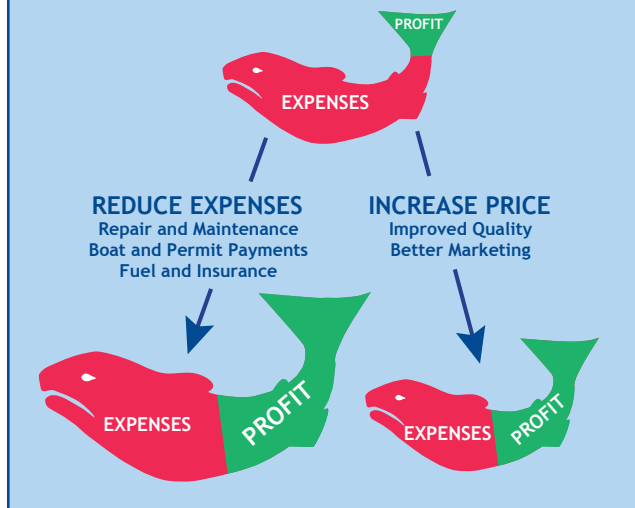 PROFIT
EXPENSES
REDUCE EXPENSES
Repair and Maintenance
Boat and Permit Payments
Fuel and Insurance
INCREASE PRICE
Improved Quality
Better Marketing
EXPENSES
PROFIT
EXPENSES
PROFIT